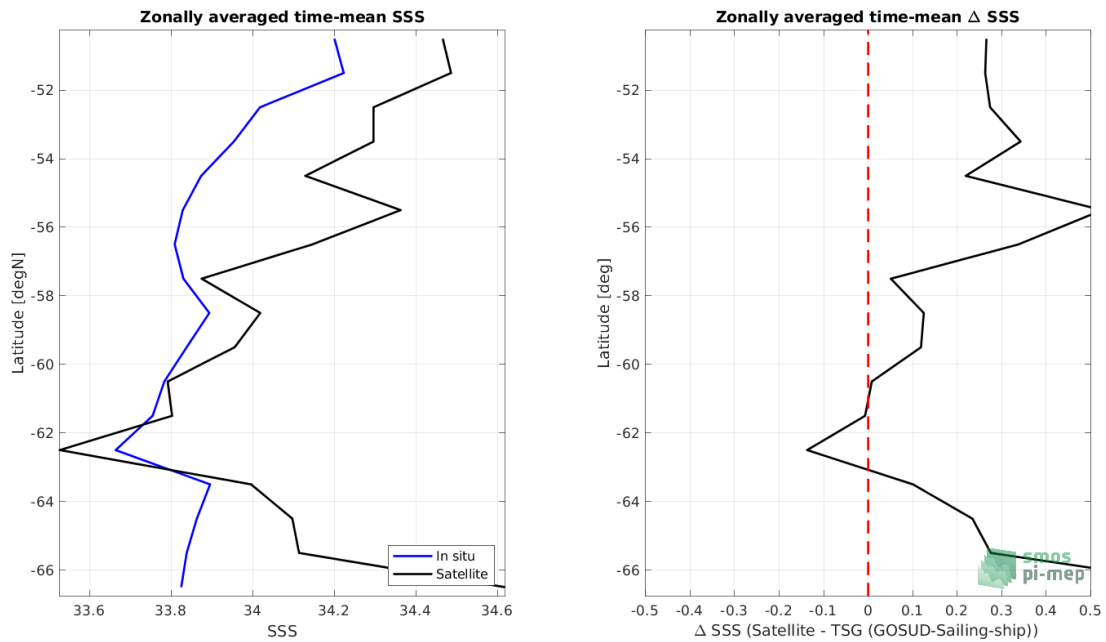 Zonally averaged time-mean SSS
-52
-54
-56
-58
-60
-62
-64
-66
Latitude [degN]
33.6 33.8 34 34.2 34.4 34.6
SSS
In situ
Satellite
Zonally averaged time-mean Δ SSS
-52
-54
-56
-58
-60
-62
-64
-66
Latitude [deg]
-0.5 -0.4 -0.3 -0.2 -0.1 0 0.1 0.2 0.3 0.4 0.5
Δ SSS (Satellite - TSG (GOSUD-Sailing-ship))
smos
pi-mep